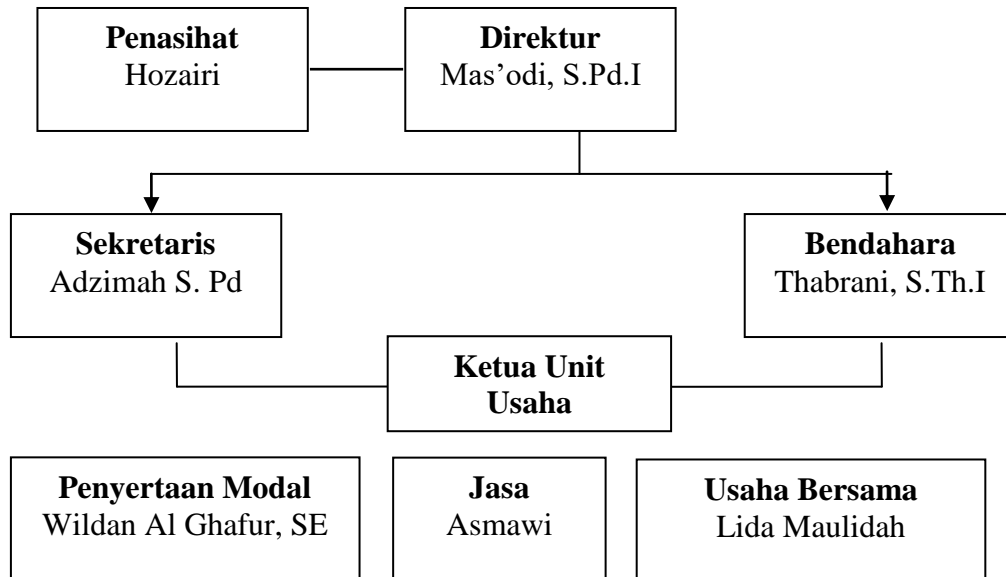 Penasihat
Hozairi
Direktur
Mas’odi, S.Pd.I
Sekretaris
Adzimah S. Pd
Bendahara
Thabrani, S.Th.I
Ketua Unit
Usaha
Penyertaan Modal
Wildan Al Ghafur, SE
Jasa
Asmawi
Usaha Bersama
Lida Maulidah